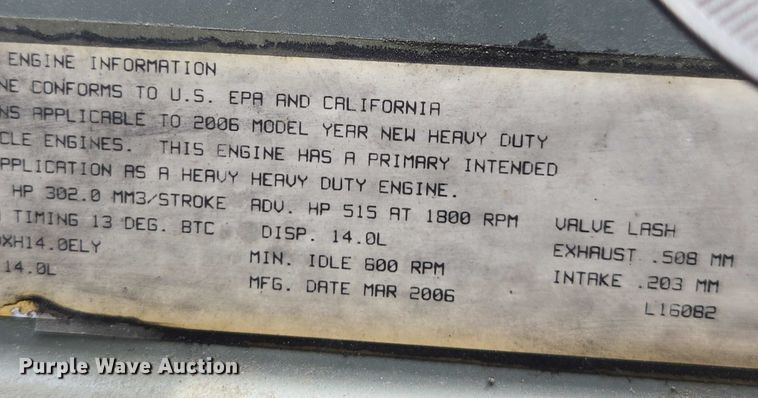 ENGINE INFORMATION
NE CONFORMS TO U.S. EPA AND CALIFORNIA
NS APPLICABLE TO 2006 MODEL YEAR NEW HEAVY DUTY
CLE ENGINES. THIS ENGINE HAS A PRIMARY INTENDED
APPLICATION AS A HEAVY HEAVY DUTY ENGINE.
HP 302.0 MM3/STROKE ADV. HP 515 AT 1800 RPM VALVE LASH
TIMING 13 DEG. BTC DISP. 14.0L EXHAUST .508 MM
XH14.0ELY MIN. IDLE 600 RPM INTAKE .203 MM
14.0L MFG. DATE MAR 2006 L16082
Purple Wave Auction